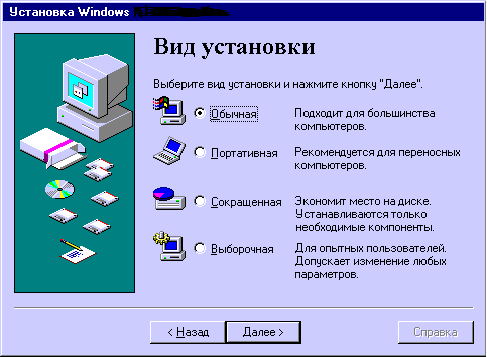 Установка Windows
Вид установки
Выберите вид установки и нажмите кнопку "Далее".
Обычная
Подходит для большинства
компьютеров.
Портативная
Рекомендуется для переносных
компьютеров.
Сокращенная
Экономит место на диске.
Устанавливаются только
необходимые компоненты.
Выборочная
Для опытных пользователей.
Допускает изменение любых
параметров.
< Назад
Далее >
Справка